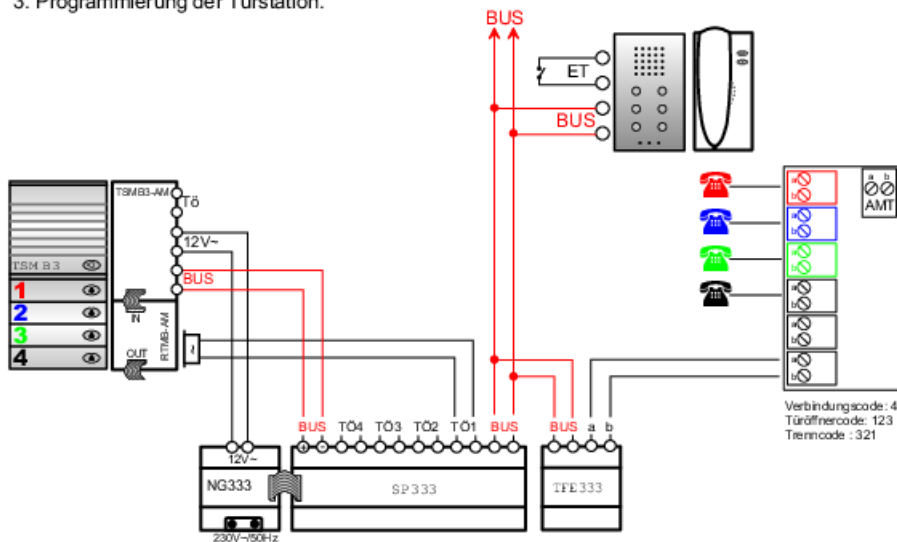 3. Programmierung der Türstation.
BUS
ET
BUS
TSMB3-AM
Tö
a b
AMT
a
b
a
b
a
b
a
b
a
b
a
b
12V~
TSM B3
BUS
1
2
3
4
IN
OUT
RTMB-AM
~
BUS TÖ4 TÖ3 TÖ2 TÖ1 BUS BUS a b
+ -
Verbindungscode: 4
Türöffnercode: 123
Trenncode : 321
12V~
NG333
SP333
TFE333
230V~/50Hz